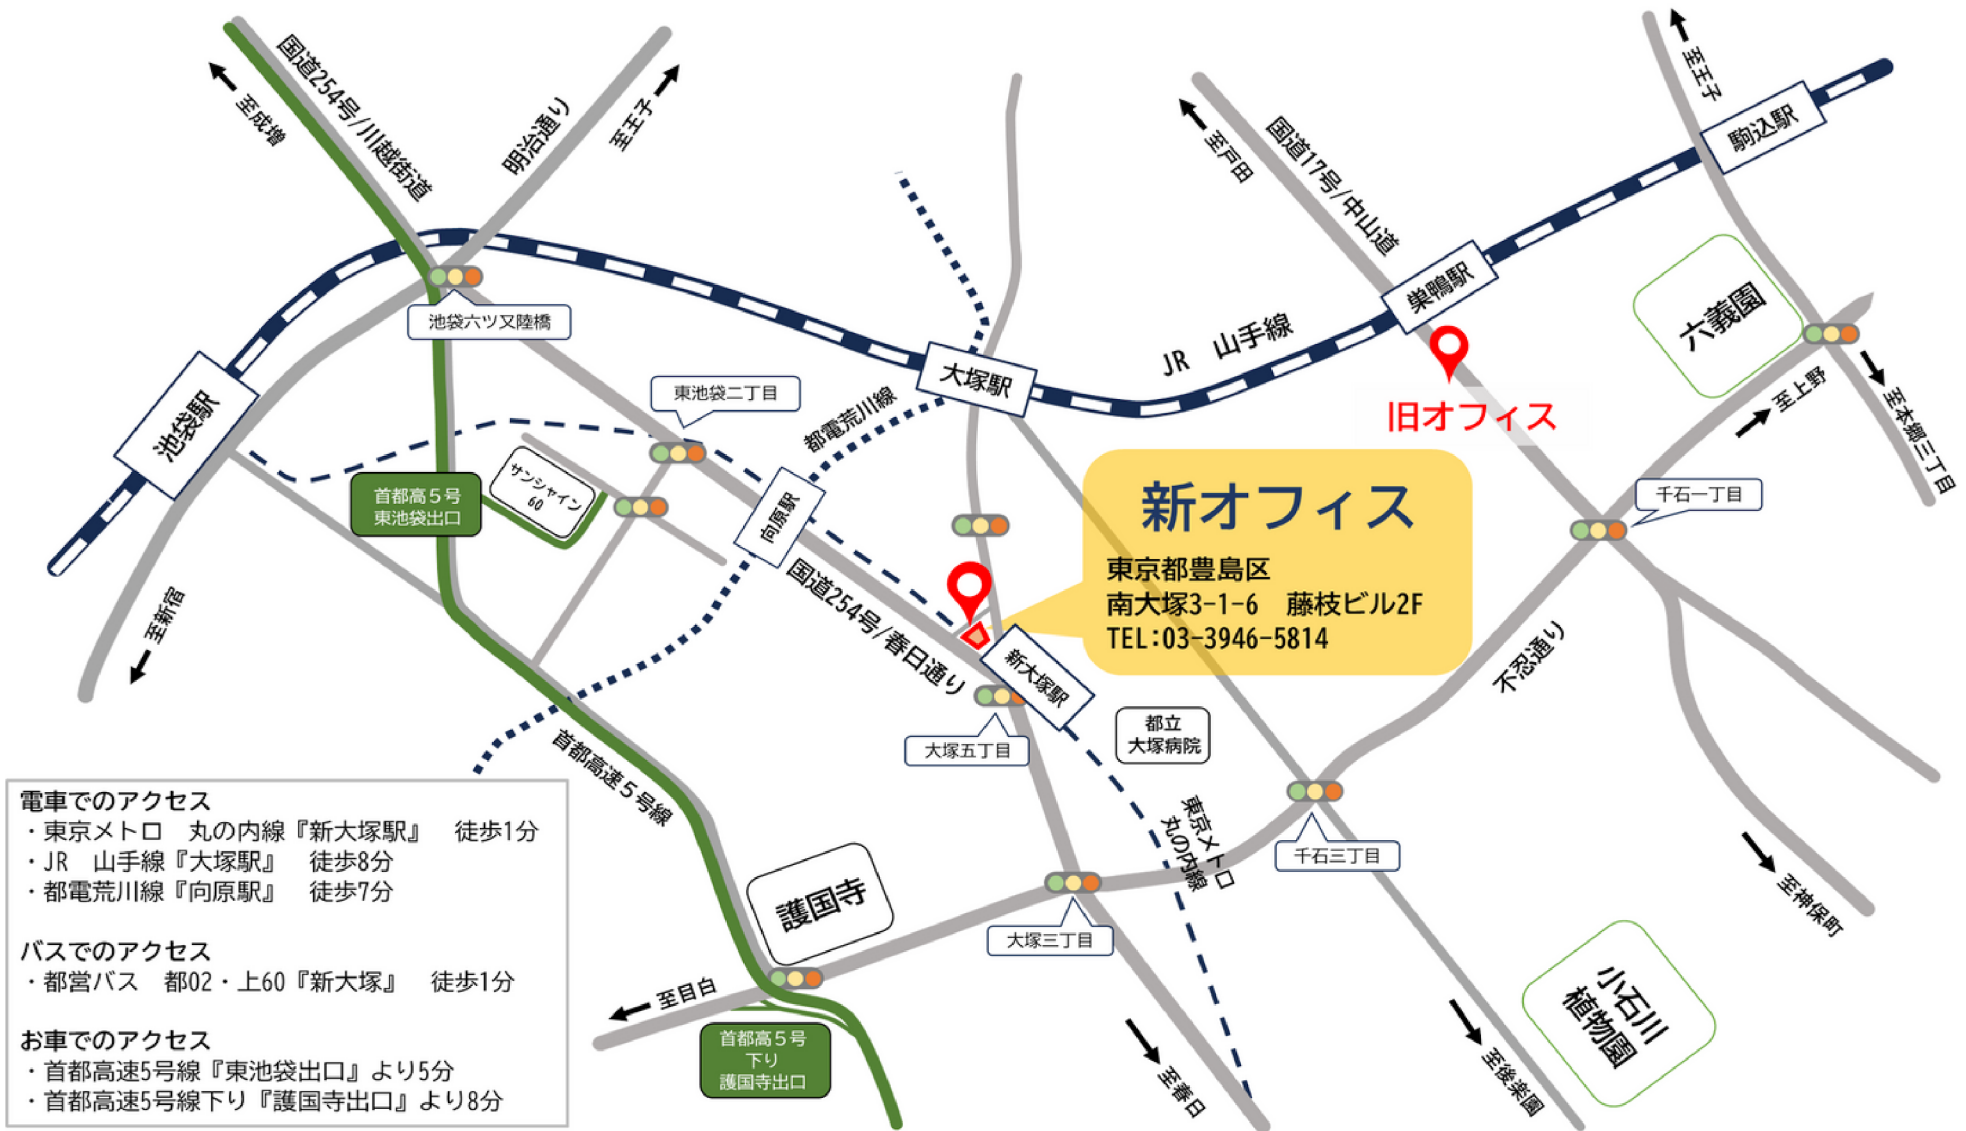 国道254号/川越街道
至成増
明治通り
至王子
池袋六ツ又陸橋
池袋駅
至新宿
東池袋二丁目
サンシャイン
60
首都高５号
東池袋出口
向原駅
都電荒川線
大塚駅
JR　山手線
国道17号/中山道
至戸田
巣鴨駅
旧オフィス
至王子
駒込駅
六義園
至上野
至本郷三丁目
千石一丁目
新オフィス
東京都豊島区
南大塚3-1-6　藤枝ビル2F
TEL:03-3946-5814
国道254号/春日通り
新大塚駅
大塚五丁目
都立
大塚病院
不忍通り
首都高速５号線
東京メトロ
丸の内線
千石三丁目
大塚三丁目
護国寺
至目白
首都高５号
下り
護国寺出口
至春日
至後楽園
至神保町
小石川
植物園
電車でのアクセス
・東京メトロ　丸の内線『新大塚駅』　徒歩1分
・JR　山手線『大塚駅』　徒歩8分
・都電荒川線『向原駅』　徒歩7分
バスでのアクセス
・都営バス　都02・上60『新大塚』　徒歩1分
お車でのアクセス
・首都高速5号線『東池袋出口』より5分
・首都高速5号線下り『護国寺出口』より8分